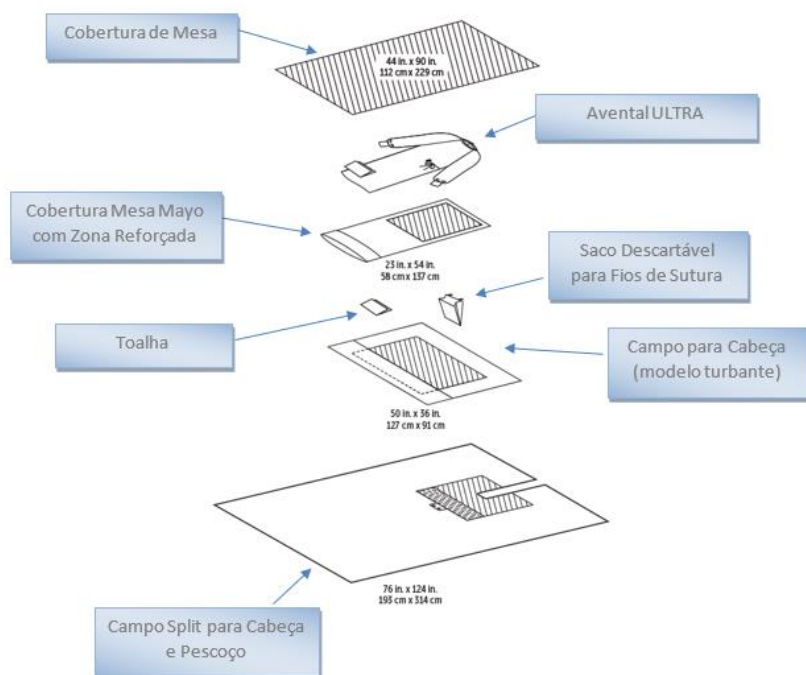 Cobertura de Mesa
44 in. x 90 in.
112 cm x 229 cm
Avental ULTRA
Cobertura Mesa Mayo
com Zona Reforçada
23 in. x 54 in.
58 cm x 137 cm
Saco Descartável
para Fios de Sutura
Toalha
Campo para Cabeça
(modelo turbante)
50 in. x 36 in.
127 cm x 91 cm
76 in. x 124 in.
193 cm x 314 cm
Campo Split para Cabeça
e Pescoço